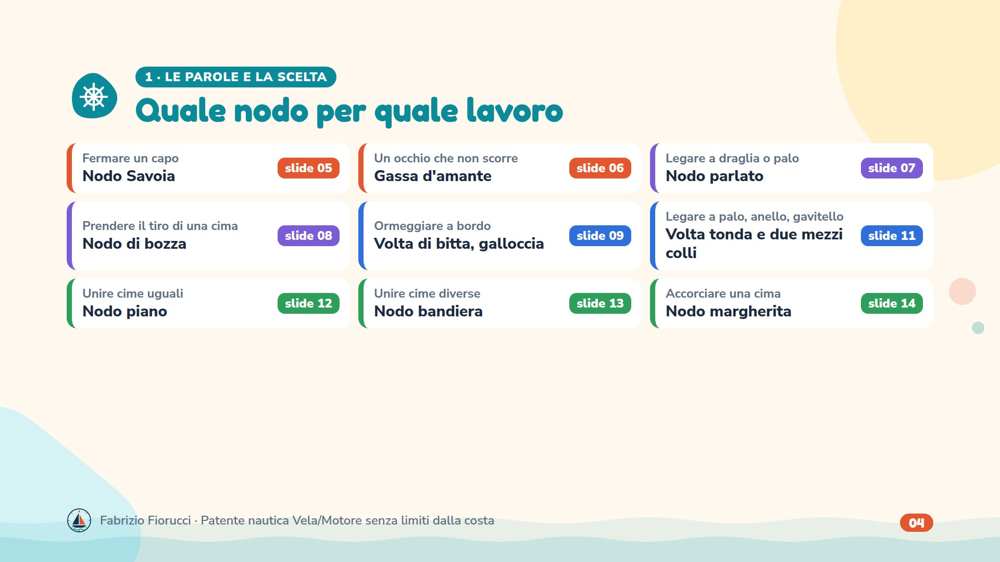 1 · LE PAROLE E LA SCELTA
Quale nodo per quale lavoro
Fermare un capo
Nodo Savoia
slide 05
Un occhio che non scorre
Gassa d'amante
slide 06
Legare a draglia o palo
Nodo parlato
slide 07
Prendere il tiro di una cima
Nodo di bozza
slide 08
Ormeggiare a bordo
Volta di bitta, galloccia
slide 09
Legare a palo, anello, gavitello
Volta tonda e due mezzi
colli
slide 11
Unire cime uguali
Nodo piano
slide 12
Unire cime diverse
Nodo bandiera
slide 13
Accorciare una cima
Nodo margherita
slide 14
Fabrizio Fiorucci · Patente nautica Vela/Motore senza limiti dalla costa
04